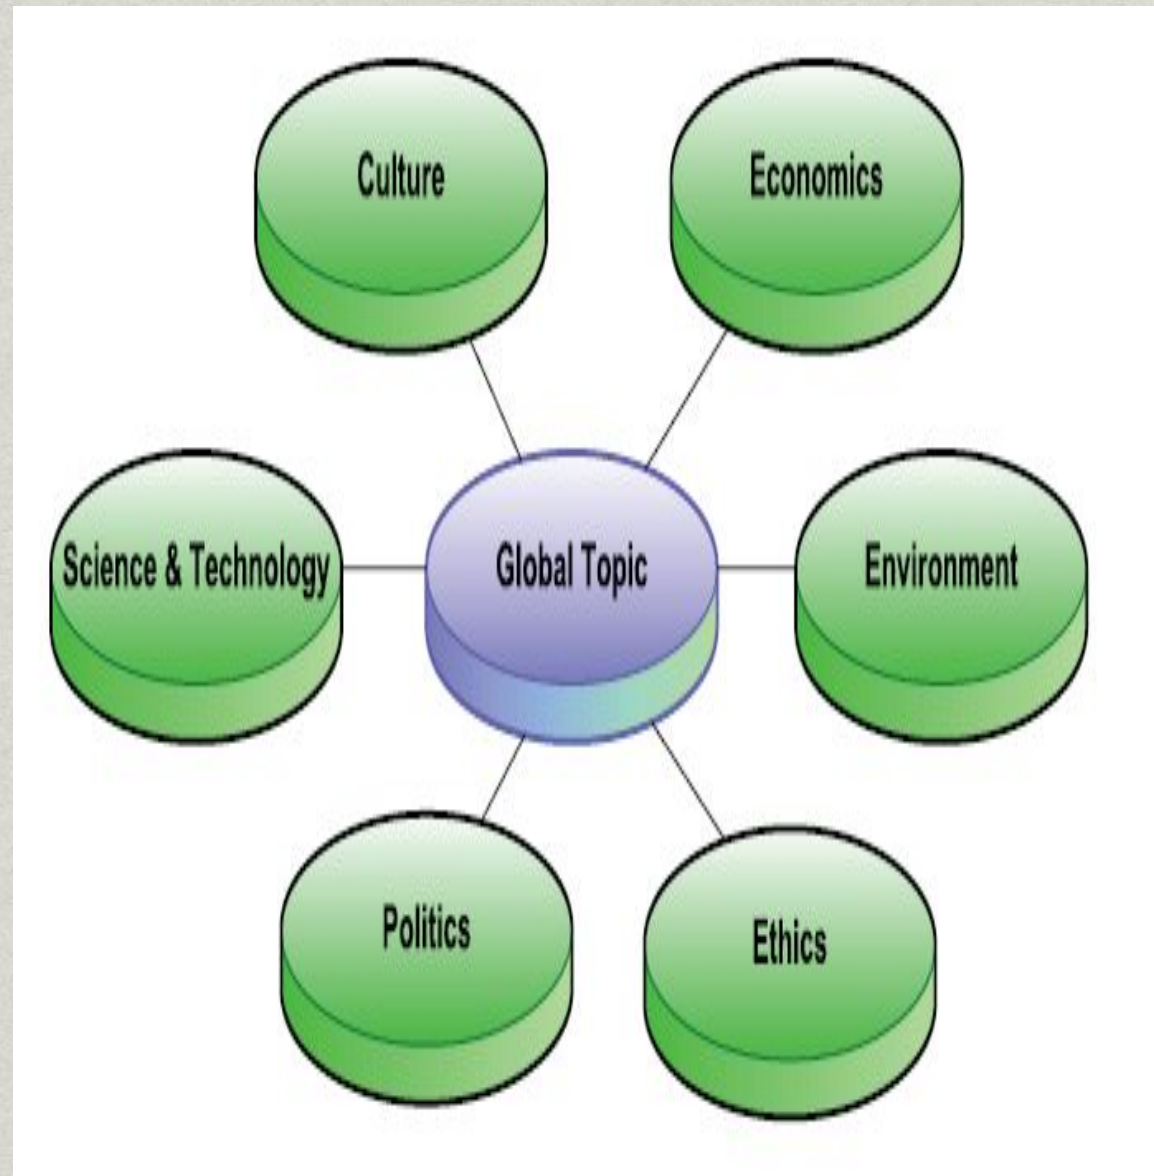 Culture
Economics
Science & Technology
Global Topic
Environment
Politics
Ethics